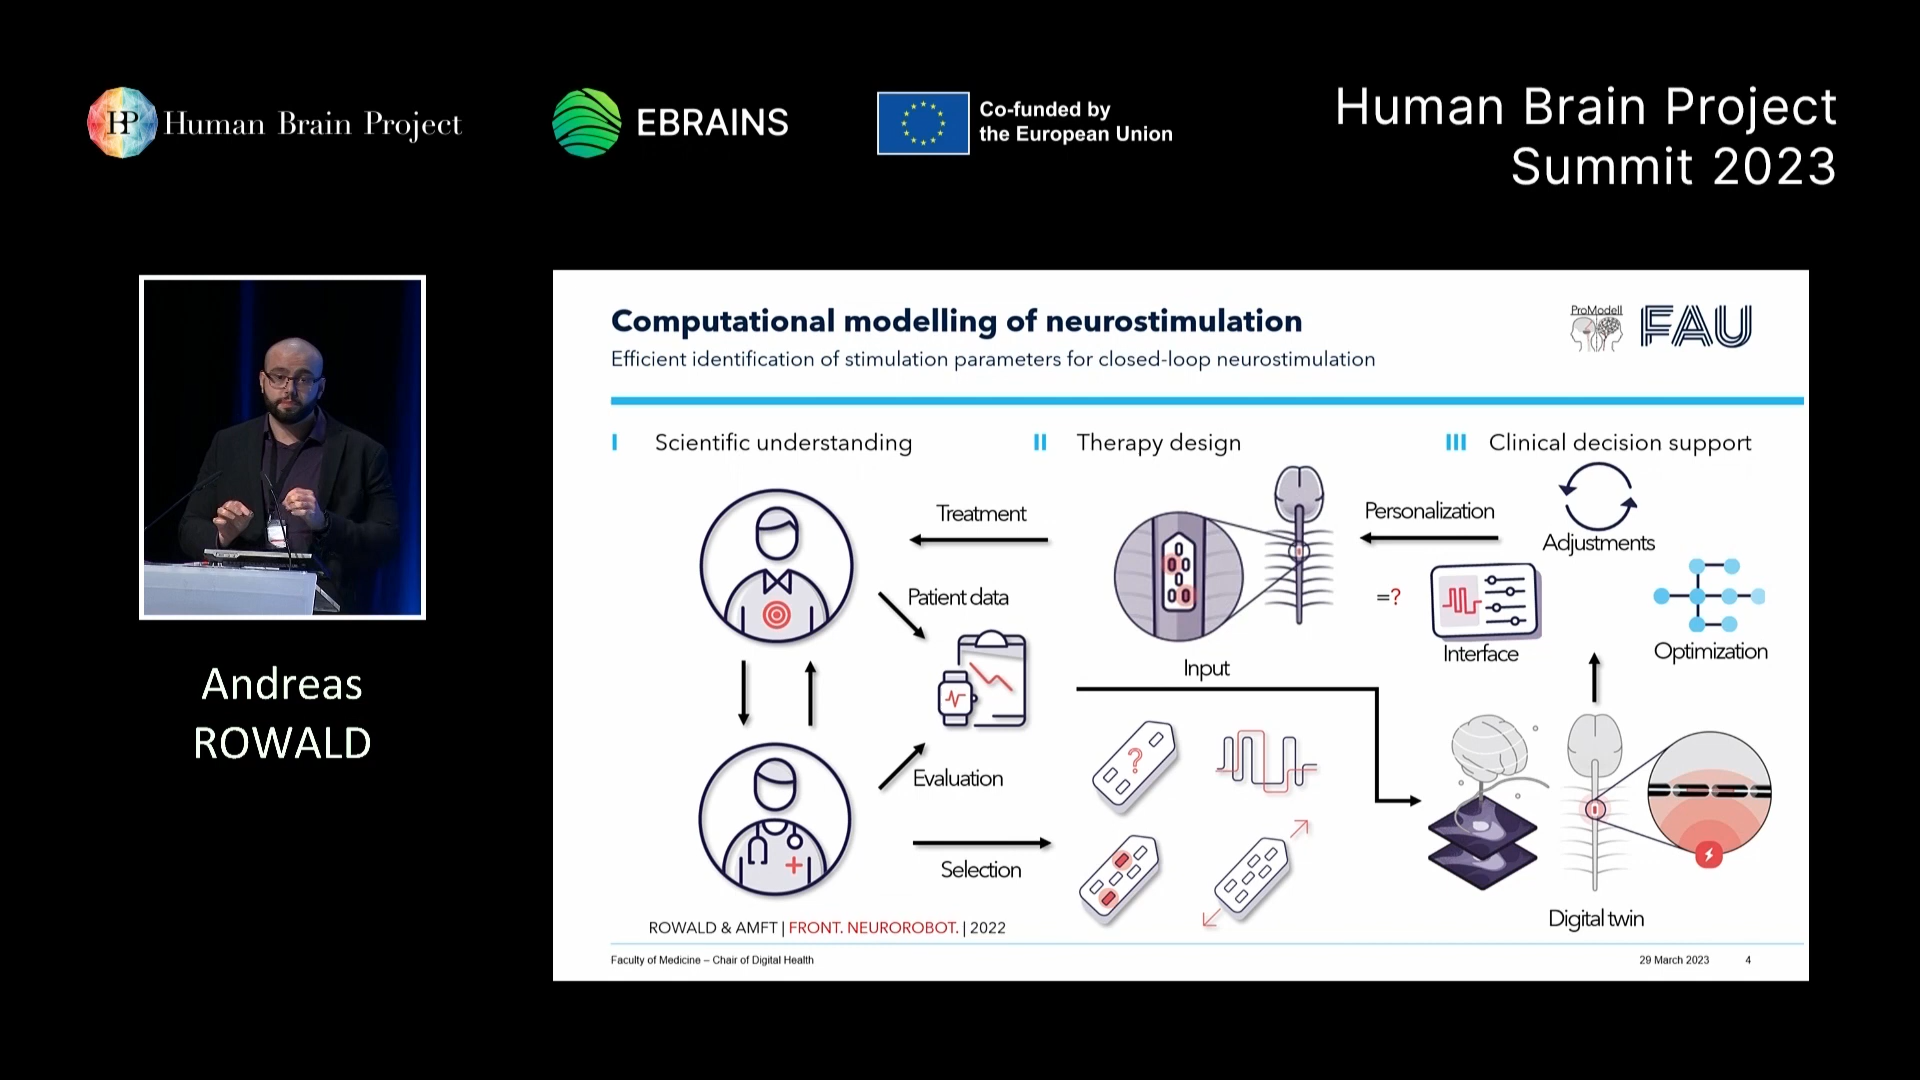 HP Human Brain Project
EBRAINS
Co-funded by
the European Union
Human Brain Project
Summit 2023
Andreas
ROWALD
Computational modelling of neurostimulation
Efficient identification of stimulation parameters for closed-loop neurostimulation
ProModell
FAU
I Scientific understanding
II Therapy design
III Clinical decision support
Treatment
Personalization
Adjustments
Patient data
=?
Interface
Optimization
Input
?
Evaluation
Selection
Digital twin
ROWALD & AMFT | FRONT. NEUROROBOT. | 2022
Faculty of Medicine – Chair of Digital Health
29 March 2023
4